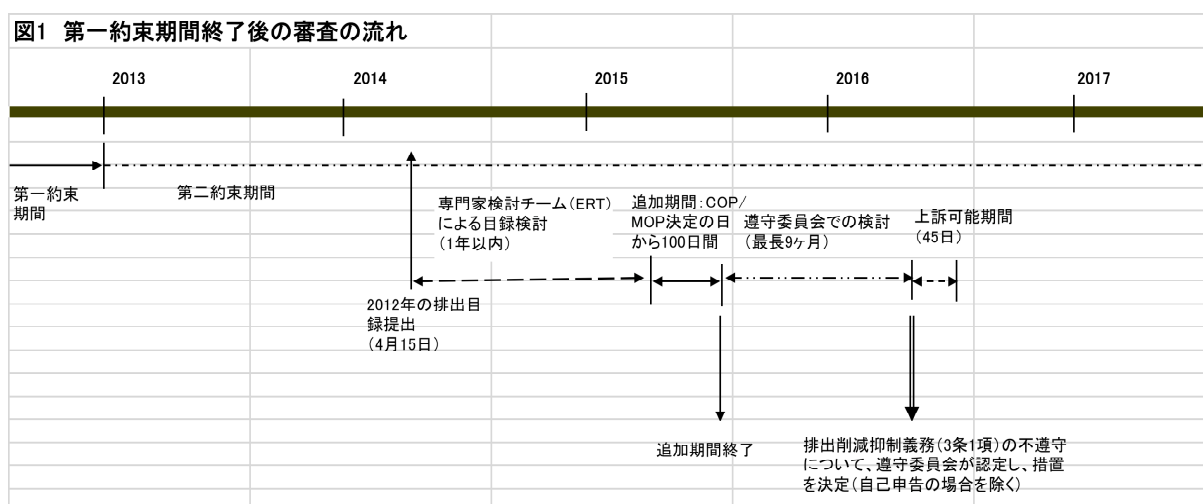 図1 第一約束期間終了後の審査の流れ
2013
2014
2015
2016
2017
第一約束
期間
第二約束期間
専門家検討チーム(ERT)
による目録検討
(1年以内)
追加期間:COP/
MOP決定の日
から100日間
遵守委員会での検討
(最長9ヶ月)
上訴可能期間
(45日)
2012年の排出目
録提出
(4月15日)
追加期間終了
排出削減抑制義務(3条1項)の不遵守
について、遵守委員会が認定し、措置
を決定(自己申告の場合を除く)